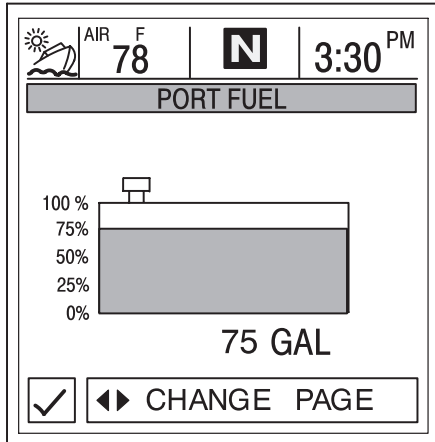 AIR F
78 N 3:30 PM
PORT FUEL
100 %
75%
50%
25%
0%
75 GAL
CHANGE PAGE